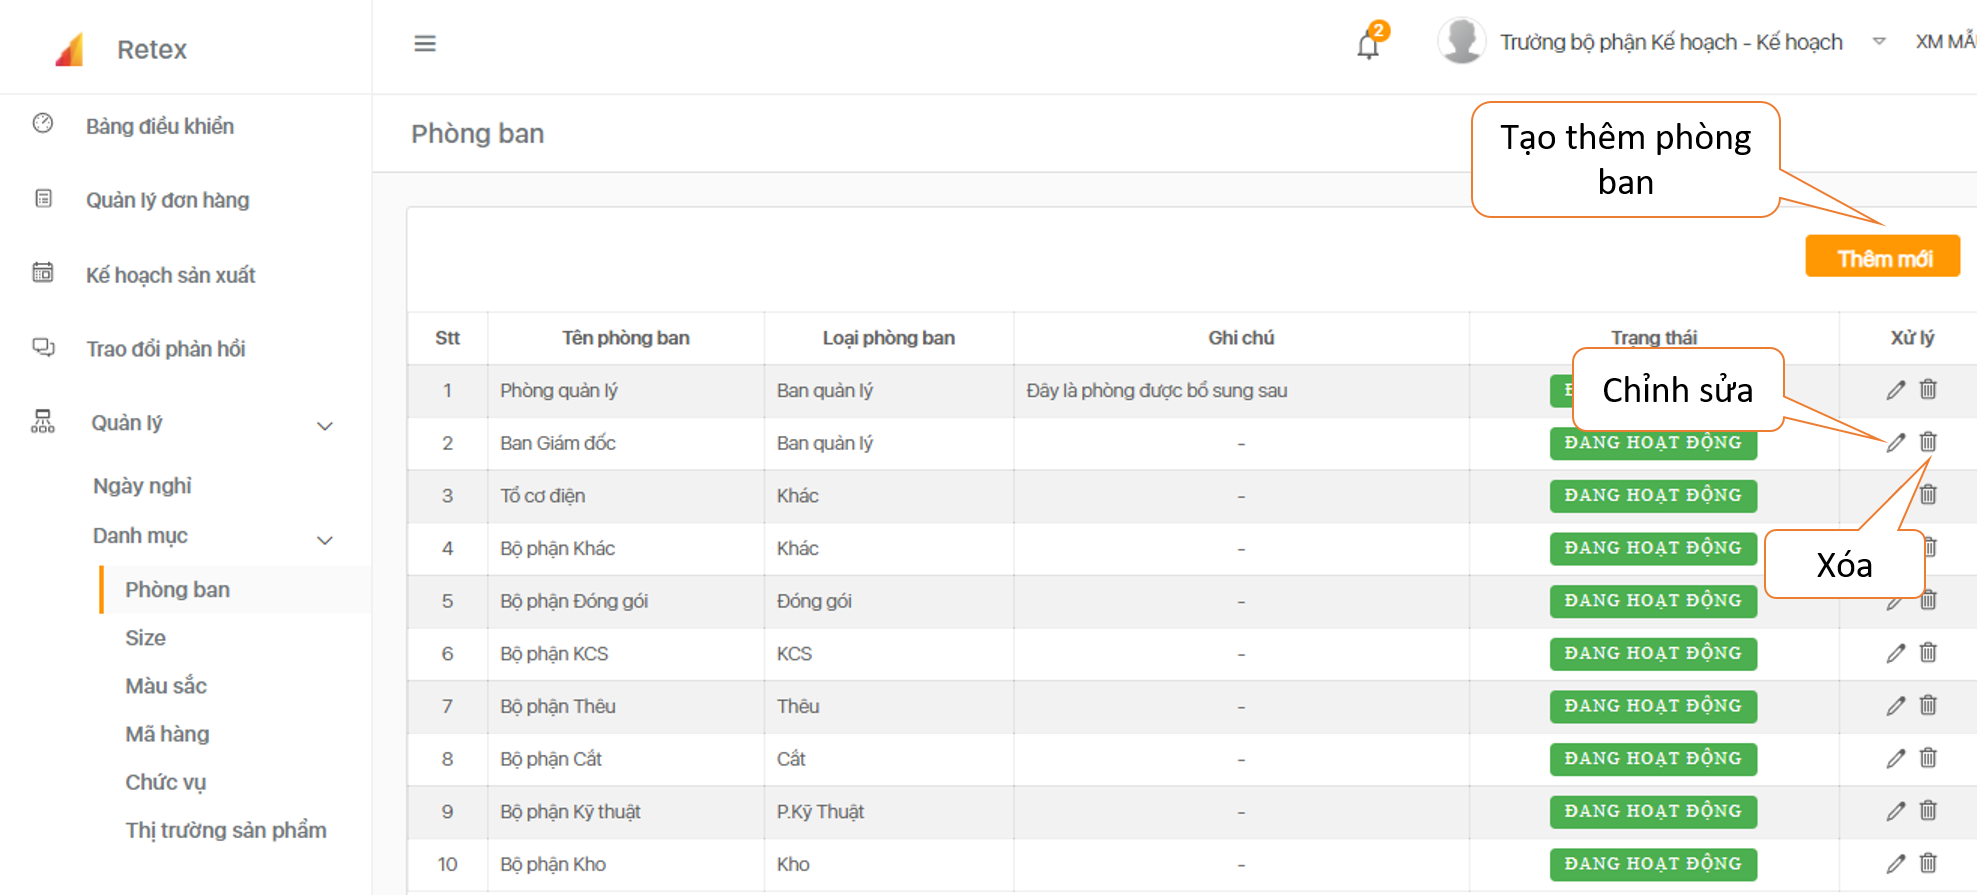 Retex
2
Trưởng bộ phận Kế hoạch - Kế hoạch
XM MẪ
Bảng điều khiển
Quản lý đơn hàng
Kế hoạch sản xuất
Trao đổi phản hồi
Quản lý
Ngày nghỉ
Danh mục
Phòng ban
Size
Màu sắc
Mã hàng
Chức vụ
Thị trường sản phẩm
Phòng ban
Tạo thêm phòng
ban
Thêm mới
Stt Tên phòng ban Loại phòng ban Ghi chú Trạng thái Xử lý
1 Phòng quản lý Ban quản lý Đây là phòng được bổ sung sau
Chỉnh sửa
2 Ban Giám đốc Ban quản lý - ĐANG HOẠT ĐỘNG
3 Tổ cơ điện Khác - ĐANG HOẠT ĐỘNG
4 Bộ phận Khác Khác - ĐANG HOẠT ĐỘNG
Xóa
5 Bộ phận Đóng gói Đóng gói - ĐANG HOẠT ĐỘNG
6 Bộ phận KCS KCS - ĐANG HOẠT ĐỘNG
7 Bộ phận Thêu Thêu - ĐANG HOẠT ĐỘNG
8 Bộ phận Cắt Cắt - ĐANG HOẠT ĐỘNG
9 Bộ phận Kỹ thuật P.Kỹ Thuật - ĐANG HOẠT ĐỘNG
10 Bộ phận Kho Kho - ĐANG HOẠT ĐỘNG